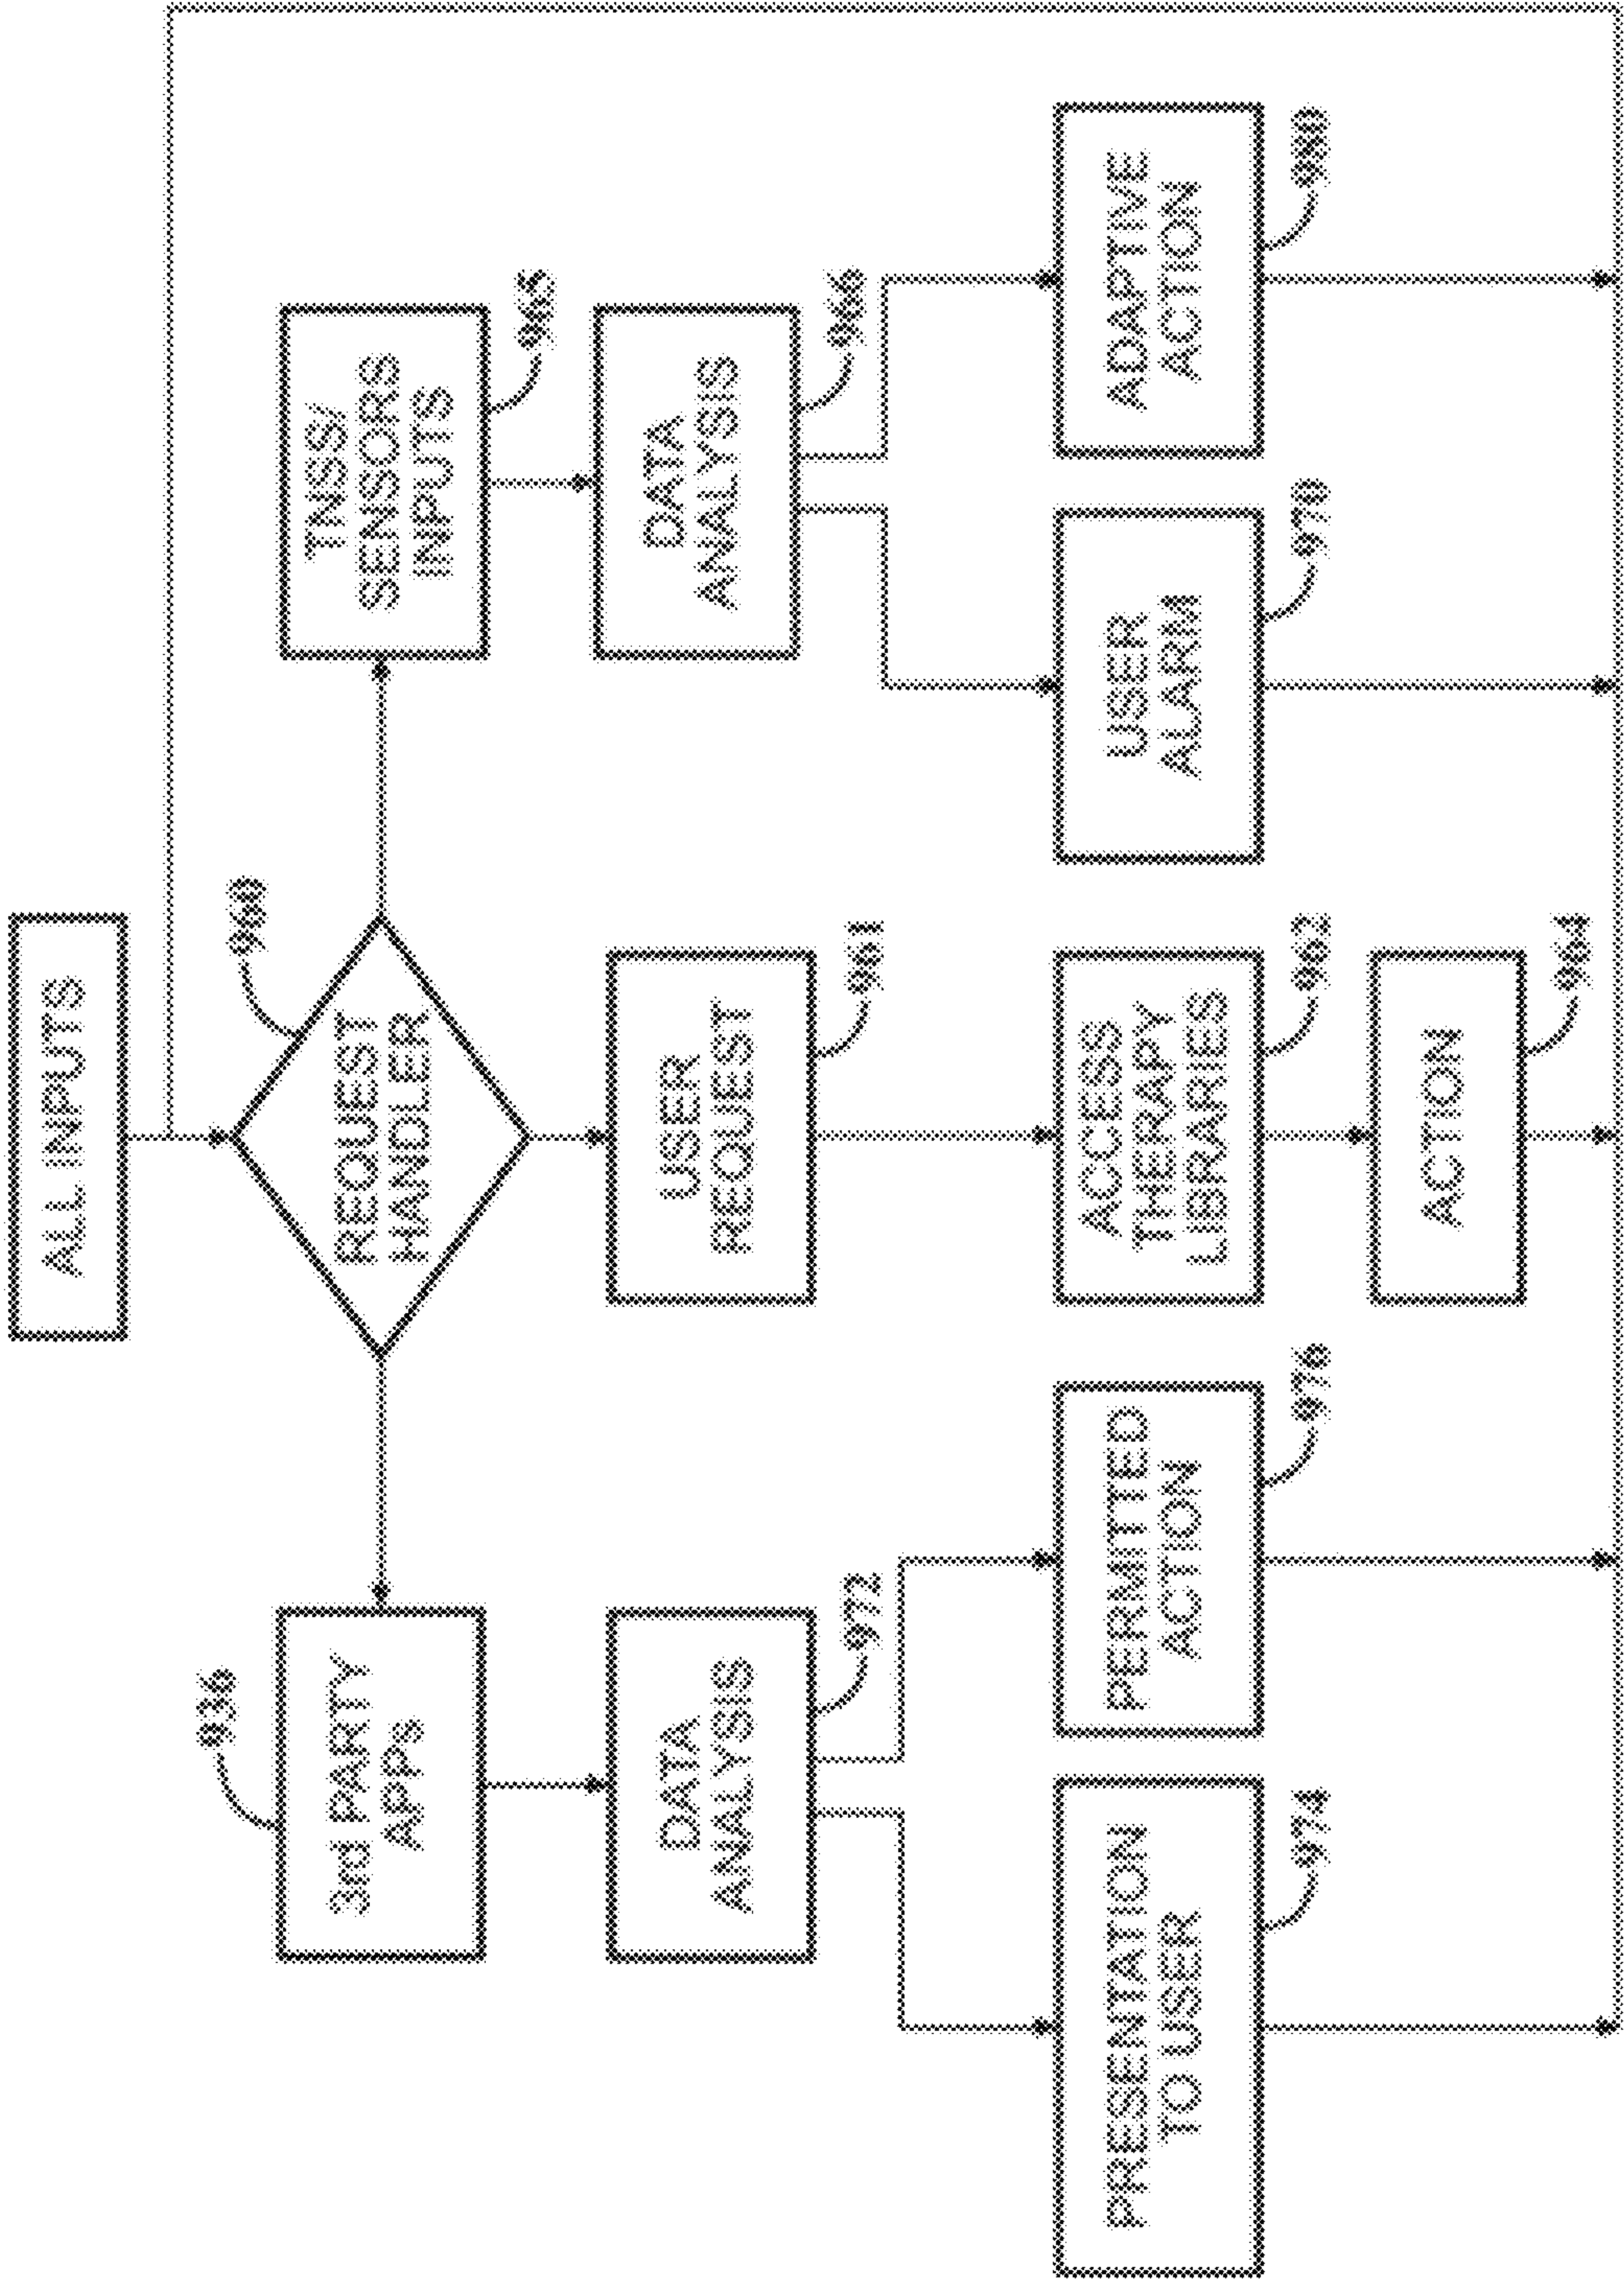 ALL INPUTS
960
REQUEST
HANDLER
936
3rd PARTY
APPS
TNSS/
SENSORS
INPUTS
965
DATA
ANALYSIS
972
USER
REQUEST
961
DATA
ANALYSIS
966
PRESENTATION
TO USER
974
PERMITTED
ACTION
976
ACCESS
THERAPY
LIBRARIES
962
USER
ALARM
970
ADAPTIVE
ACTION
980
ACTION
964